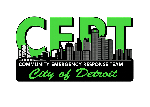 CERT
COMMUNITY EMERGENCY RESPONSE TEAM
City of Detroit